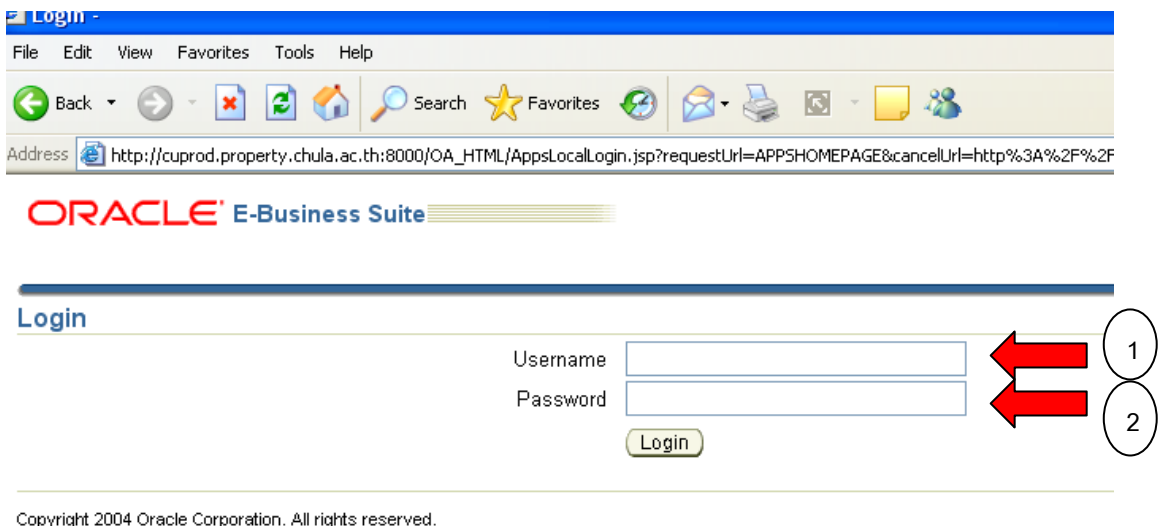 Login -
File Edit View Favorites Tools Help
Back Search Favorites
Address http://cuprod.property.chula.ac.th:8000/OA_HTML/AppsLocalLogin.jsp?requestUrl=APPSHOMEPAGE&cancelUrl=http%3A%2F%2F
ORACLE E-Business Suite
Login
Username
1
Password
2
Login
Copyright 2004 Oracle Corporation. All rights reserved.